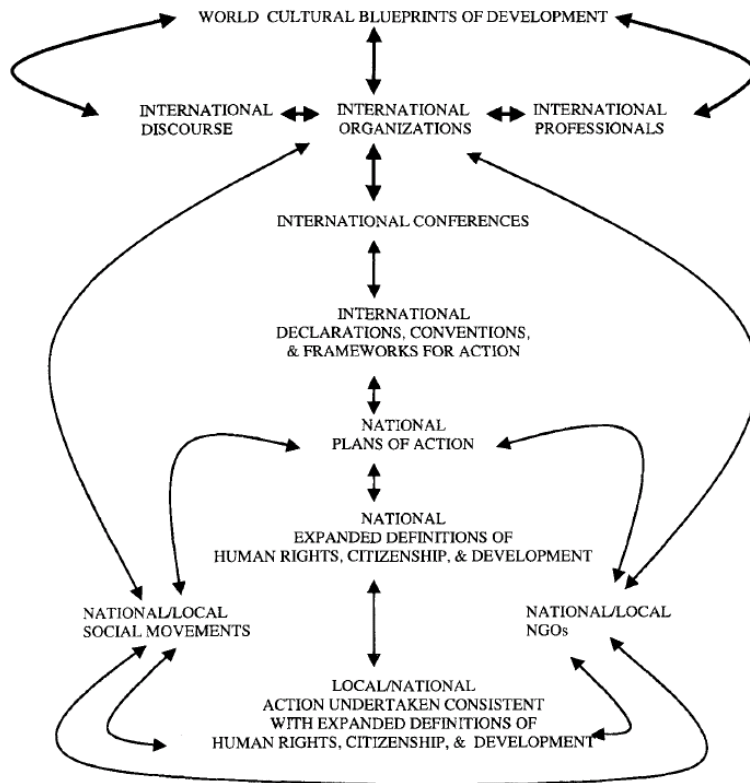 WORLD CULTURAL BLUEPRINTS OF DEVELOPMENT
INTERNATIONAL
DISCOURSE
INTERNATIONAL
ORGANIZATIONS
INTERNATIONAL
PROFESSIONALS
INTERNATIONAL CONFERENCES
INTERNATIONAL
DECLARATIONS, CONVENTIONS,
& FRAMEWORKS FOR ACTION
NATIONAL
PLANS OF ACTION
NATIONAL
EXPANDED DEFINITIONS OF
HUMAN RIGHTS, CITIZENSHIP, & DEVELOPMENT
NATIONAL/LOCAL
SOCIAL MOVEMENTS
NATIONAL/LOCAL
NGOs
LOCAL/NATIONAL
ACTION UNDERTAKEN CONSISTENT
WITH EXPANDED DEFINITIONS OF
HUMAN RIGHTS, CITIZENSHIP, & DEVELOPMENT